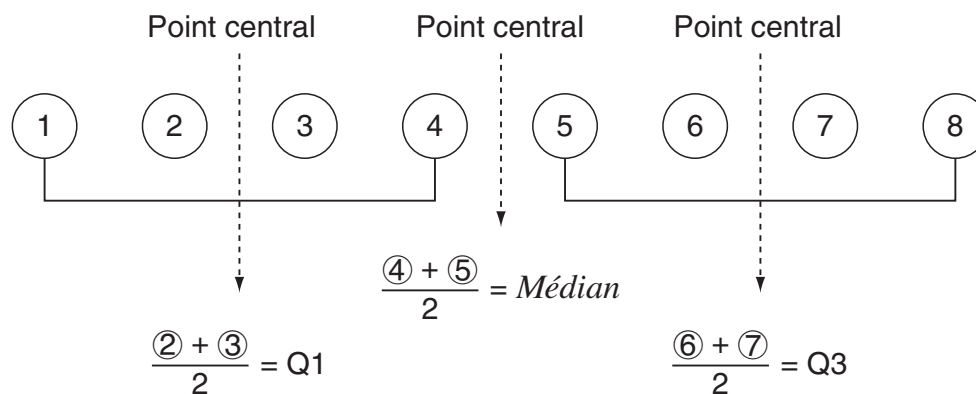 Point central Point central Point central
1 2 3 4 5 6 7 8
④ + ⑤
2
= Médian
② + ③
2
= Q1
⑥ + ⑦
2
= Q3